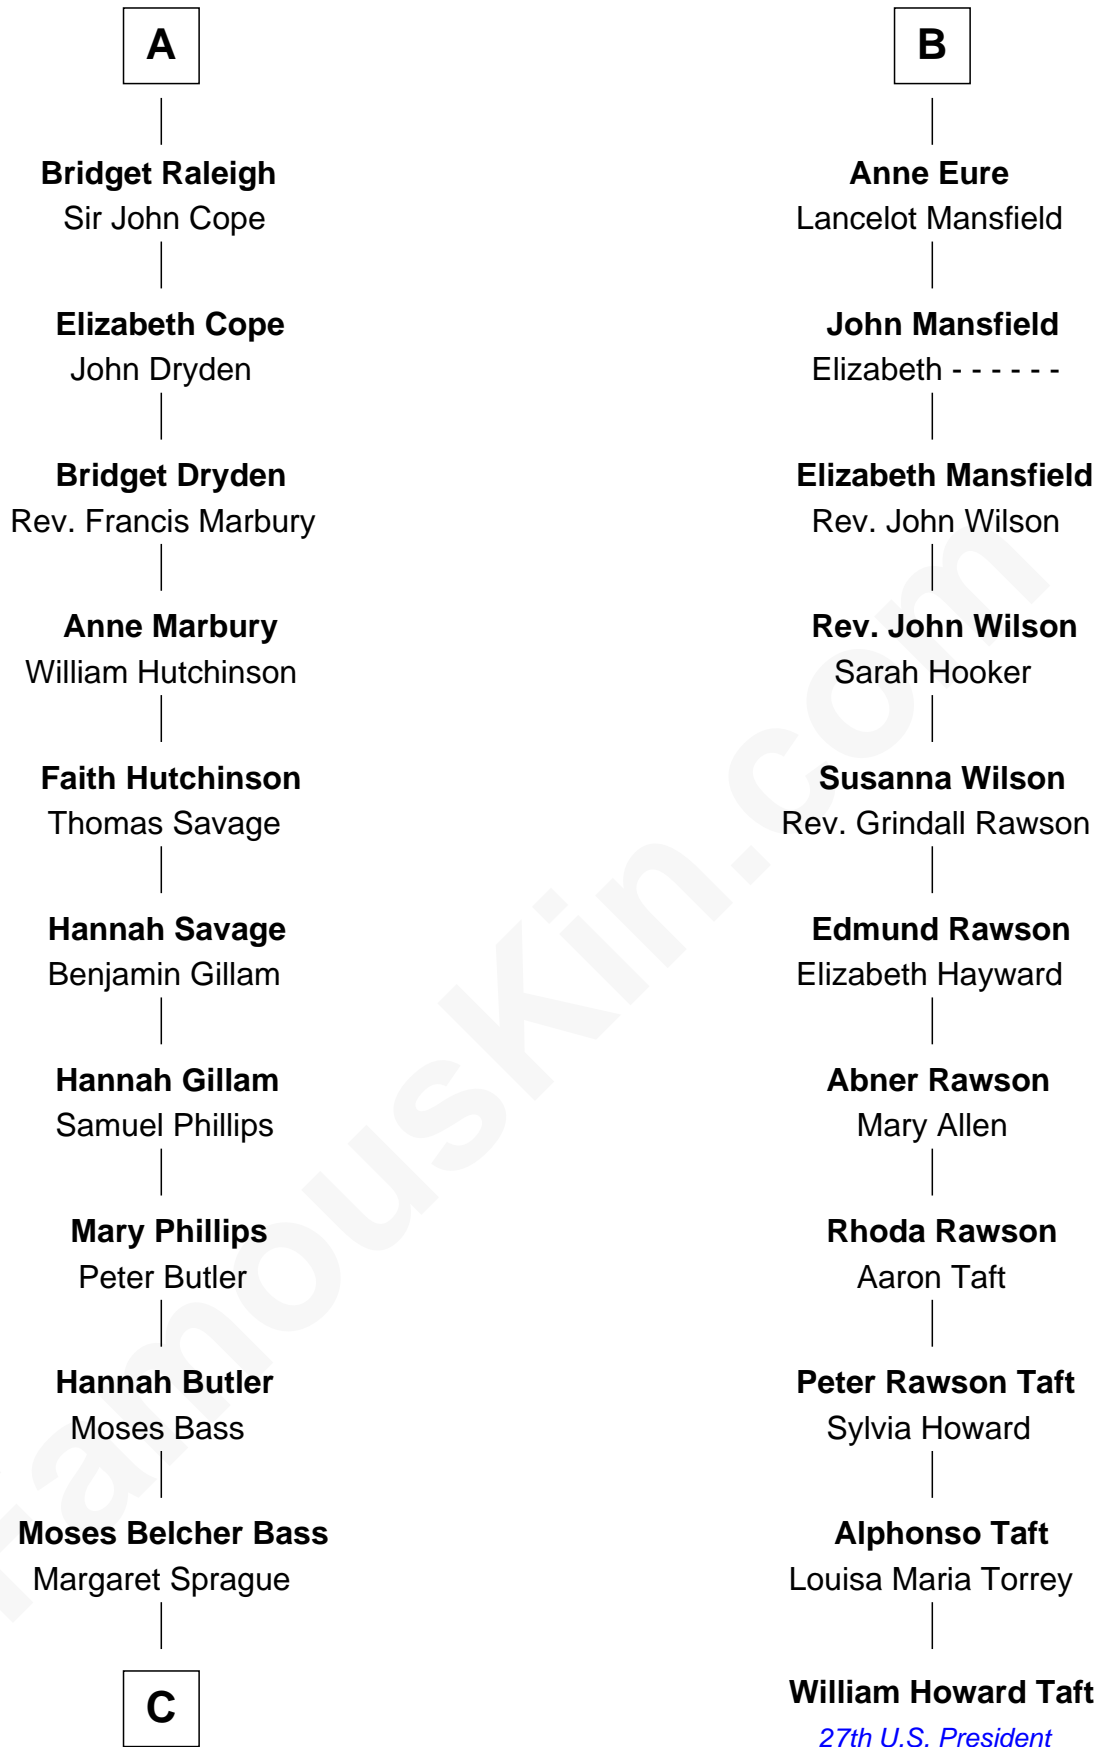 A
Bridget Raleigh
Sir John Cope
Elizabeth Cope
John Dryden
Bridget Dryden
Rev. Francis Marbury
Anne Marbury
William Hutchinson
Faith Hutchinson
Thomas Savage
Hannah Savage
Benjamin Gillam
Hannah Gillam
Samuel Phillips
Mary Phillips
Peter Butler
Hannah Butler
Moses Bass
Moses Belcher Bass
Margaret Sprague
C
B
Anne Eure
Lancelot Mansfield
John Mansfield
Elizabeth - - - - - -
Elizabeth Mansfield
Rev. John Wilson
Rev. John Wilson
Sarah Hooker
Susanna Wilson
Rev. Grindall Rawson
Edmund Rawson
Elizabeth Hayward
Abner Rawson
Mary Allen
Rhoda Rawson
Aaron Taft
Peter Rawson Taft
Sylvia Howard
Alphonso Taft
Louisa Maria Torrey
William Howard Taft
27th U.S. President
FamousKin.com